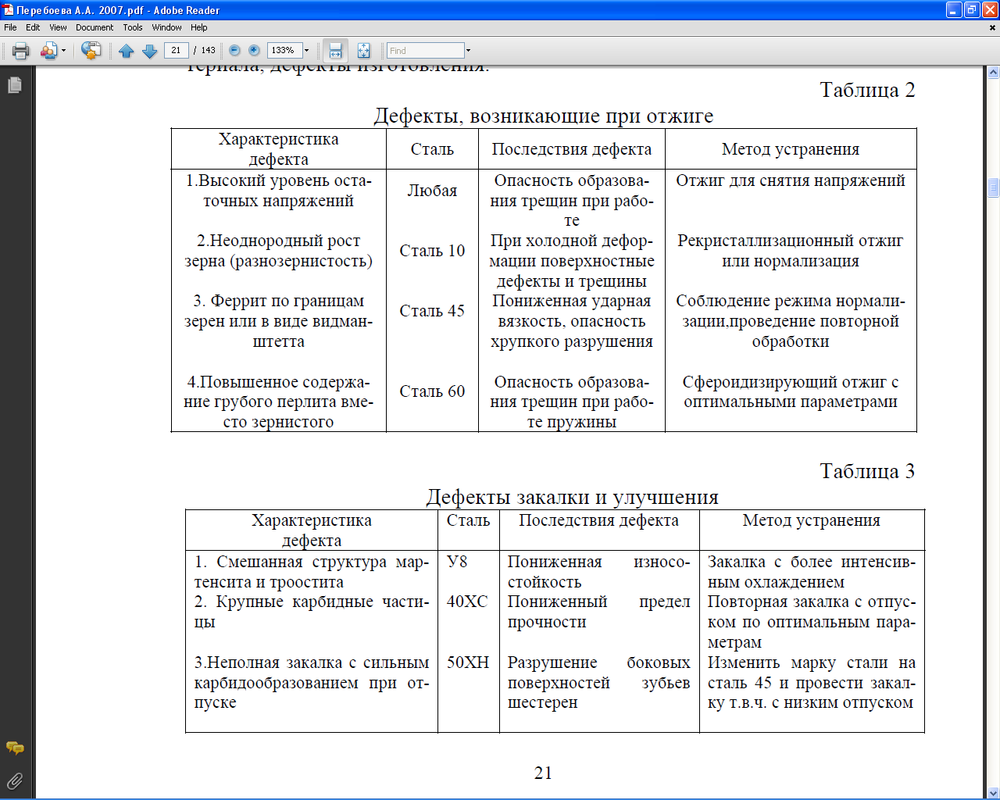 Перебоева А.А. 2007.pdf - Adobe Reader
File Edit View Document Tools Window Help
21 / 143 133% Find
териала, дефекты изготовления.
Таблица 2
Дефекты, возникающие при отжиге
Характеристика
дефекта
Сталь
Последствия дефекта
Метод устранения
1.Высокий уровень оста-
точных напряжений
Любая
Опасность образова-
ния трещин при рабо-
те
Отжиг для снятия напряжений
2.Неоднородный рост
зерна (разнозернистость)
Сталь 10
При холодной дефор-
мации поверхностные
дефекты и трещины
Рекристаллизационный отжиг
или нормализация
3. Феррит по границам
зерен или в виде видман-
штетта
Сталь 45
Пониженная ударная
вязкость, опасность
хрупкого разрушения
Соблюдение режима нормали-
зации,проведение повторной
обработки
4.Повышенное содержа-
ние грубого перлита вме-
сто зернистого
Сталь 60
Опасность образова-
ния трещин при рабо-
те пружины
Сфероидизирующий отжиг с
оптимальными параметрами
Таблица 3
Дефекты закалки и улучшения
Характеристика
дефекта
Сталь
Последствия дефекта
Метод устранения
1. Смешанная структура мар-
тенсита и троостита
У8
Пониженная износо-
стойкость
Закалка с более интенсив-
ным охлаждением
2. Крупные карбидные части-
цы
40ХС
Пониженный предел
прочности
Повторная закалка с отпус-
ком по оптимальным пара-
метрам
3.Неполная закалка с сильным
карбидообразованием при от-
пуске
50ХН
Разрушение боковых
поверхностей зубьев
шестерен
Изменить марку стали на
сталь 45 и провести закал-
ку т.в.ч. с низким отпуском
21